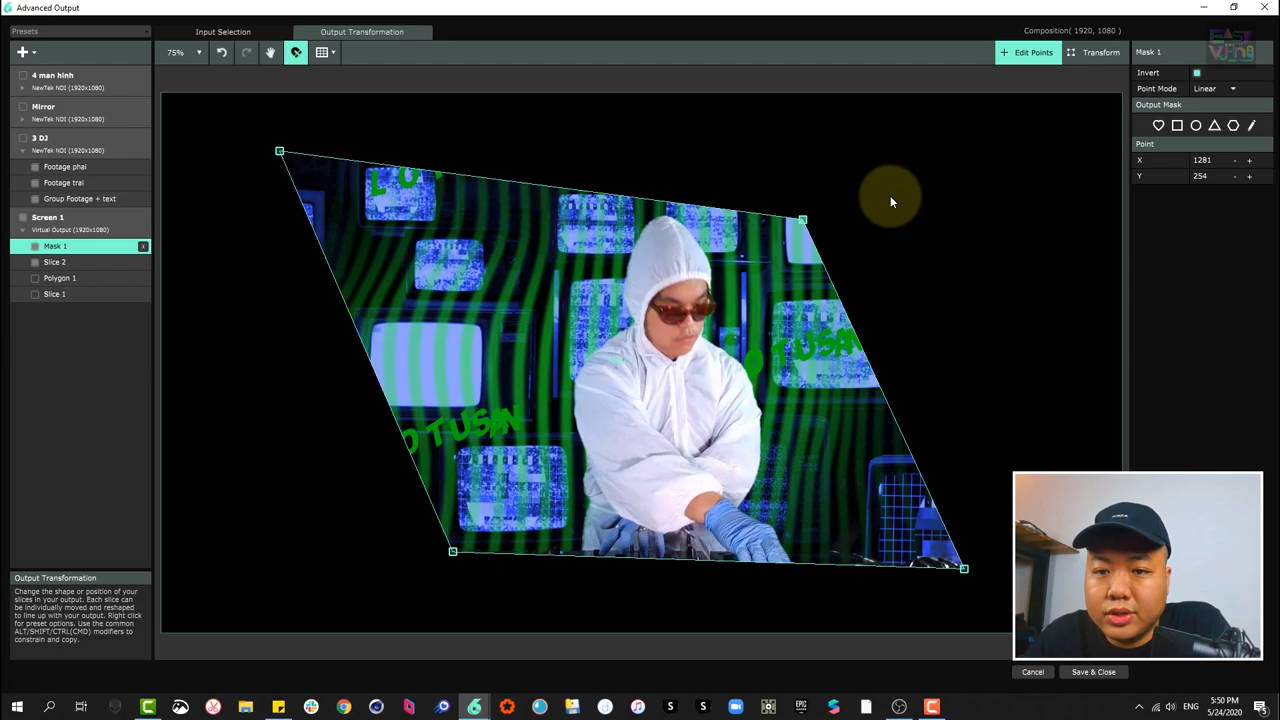 Advanced Output
Presets
Input Selection
Output Transformation
Composition( 1920, 1080 )
EASY
VJ-ing
75%
Edit Points
Transform
Mask 1
4 man hinh
NewTek NDI (1920x1080)
Mirror
NewTek NDI (1920x1080)
3 DJ
NewTek NDI (1920x1080)
Footage phai
Footage trai
Group Footage + text
Screen 1
Virtual Output (1920x1080)
Mask 1
X
Slice 2
Polygon 1
Slice 1
Invert
Point Mode
Linear
Output Mask
Point
X
1281
-
+
Y
254
-
+
Output Transformation
Change the shape or position of your
slices in your output. Each slice can
be individually moved and reshaped
to line up with your output. Right click
for preset options. Use the common
ALT/SHIFT/CTRL(CMD) modifiers to
constrain and copy.
Cancel
Save & Close
ENG
5:50 PM
5/24/2020